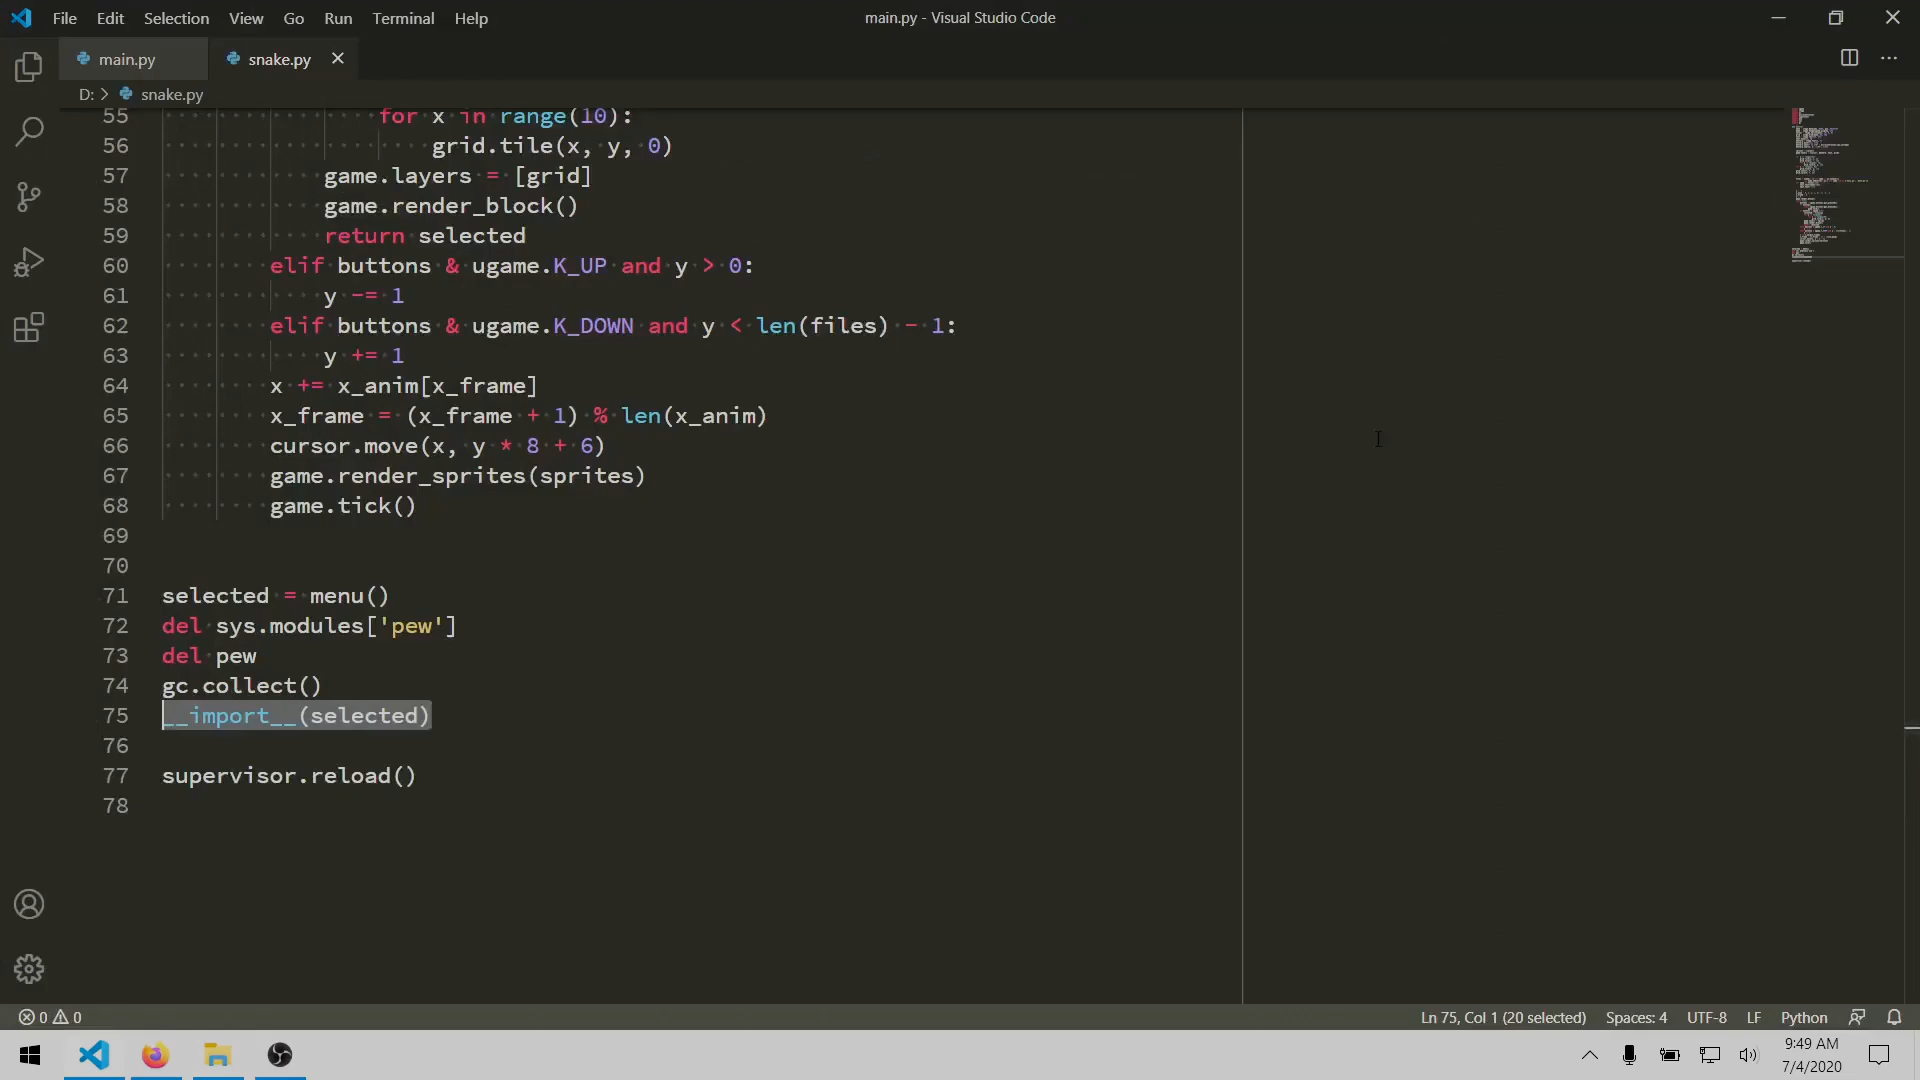 File Edit Selection View Go Run Terminal Help
main.py - Visual Studio Code
main.py
snake.py
D: > snake.py
55 for x in range(10):
56 grid.tile(x, y, 0)
57 game.layers = [grid]
58 game.render_block()
59 return selected
60 elif buttons & ugame.K_UP and y > 0:
61 y -= 1
62 elif buttons & ugame.K_DOWN and y < len(files) - 1:
63 y += 1
64 x += x_anim[x_frame]
65 x_frame = (x_frame + 1) % len(x_anim)
66 cursor.move(x, y * 8 + 6)
67 game.render_sprites(sprites)
68 game.tick()
69
70
71 selected = menu()
72 del sys.modules['pew']
73 del pew
74 gc.collect()
75 __import__(selected)
76
77 supervisor.reload()
78
0 0
Ln 75, Col 1 (20 selected) Spaces: 4 UTF-8 LF Python
9:49 AM
7/4/2020